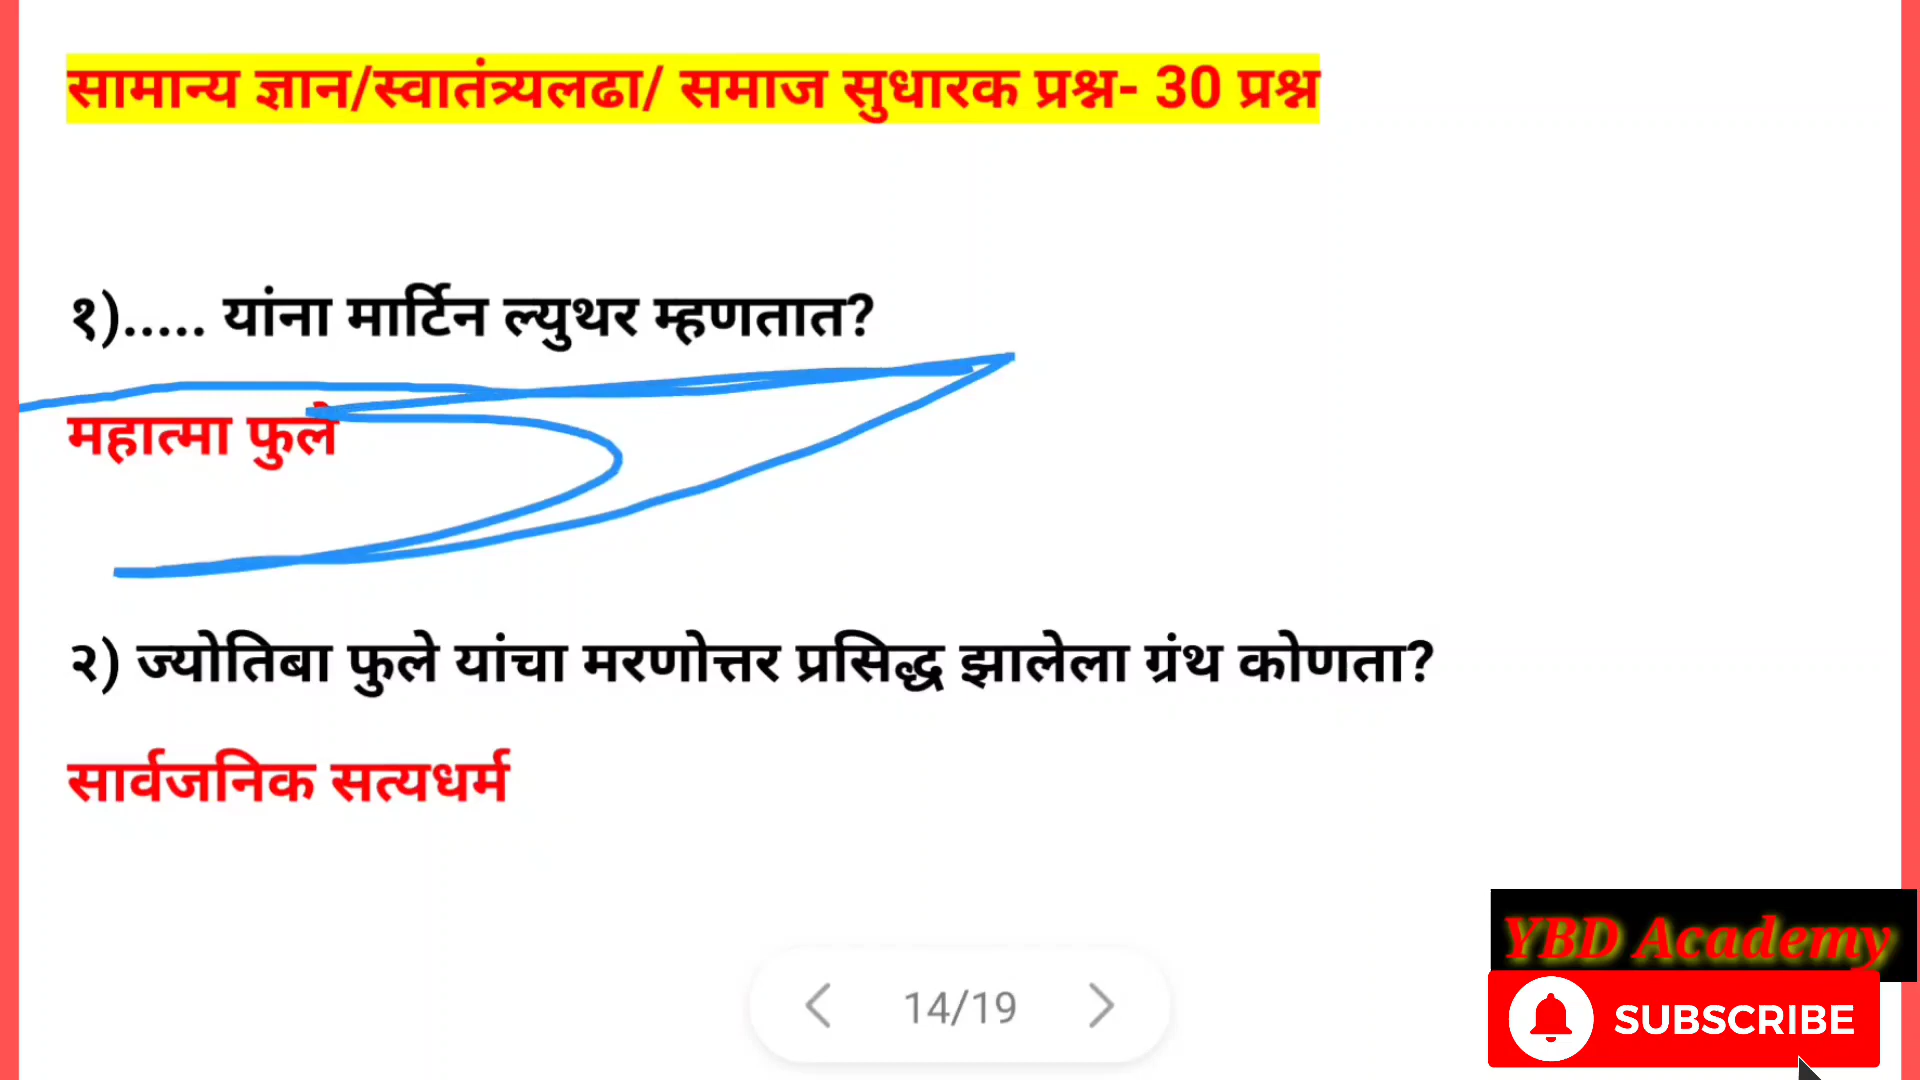 सामान्य ज्ञान/स्वातंत्र्यलढा/ समाज सुधारक प्रश्न- 30 प्रश्न
१)..... यांना मार्टिन ल्युथर म्हणतात?
महात्मा फुले
२) ज्योतिबा फुले यांचा मरणोत्तर प्रसिद्ध झालेला ग्रंथ कोणता?
सार्वजनिक सत्यधर्म
YBD Academy
14/19
SUBSCRIBE